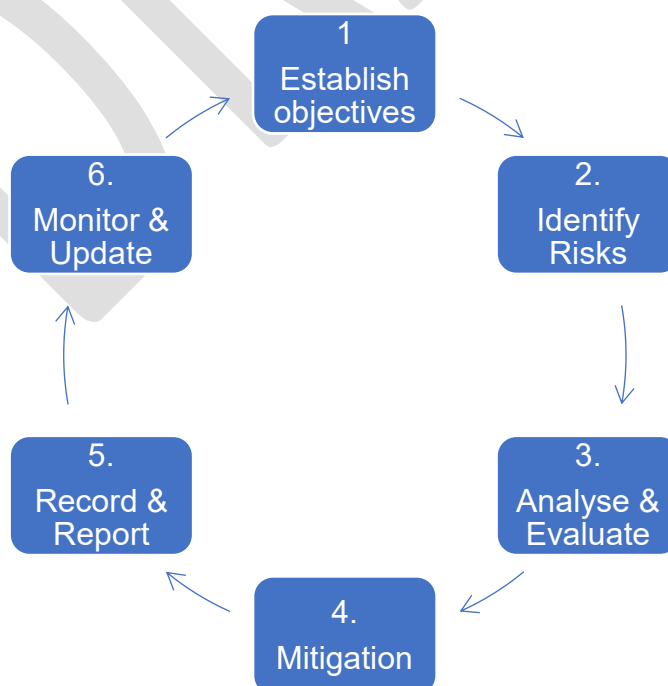 1
Establish
objectives
2.
Identify
Risks
3.
Analyse &
Evaluate
4.
Mitigation
5.
Record &
Report
6.
Monitor &
Update